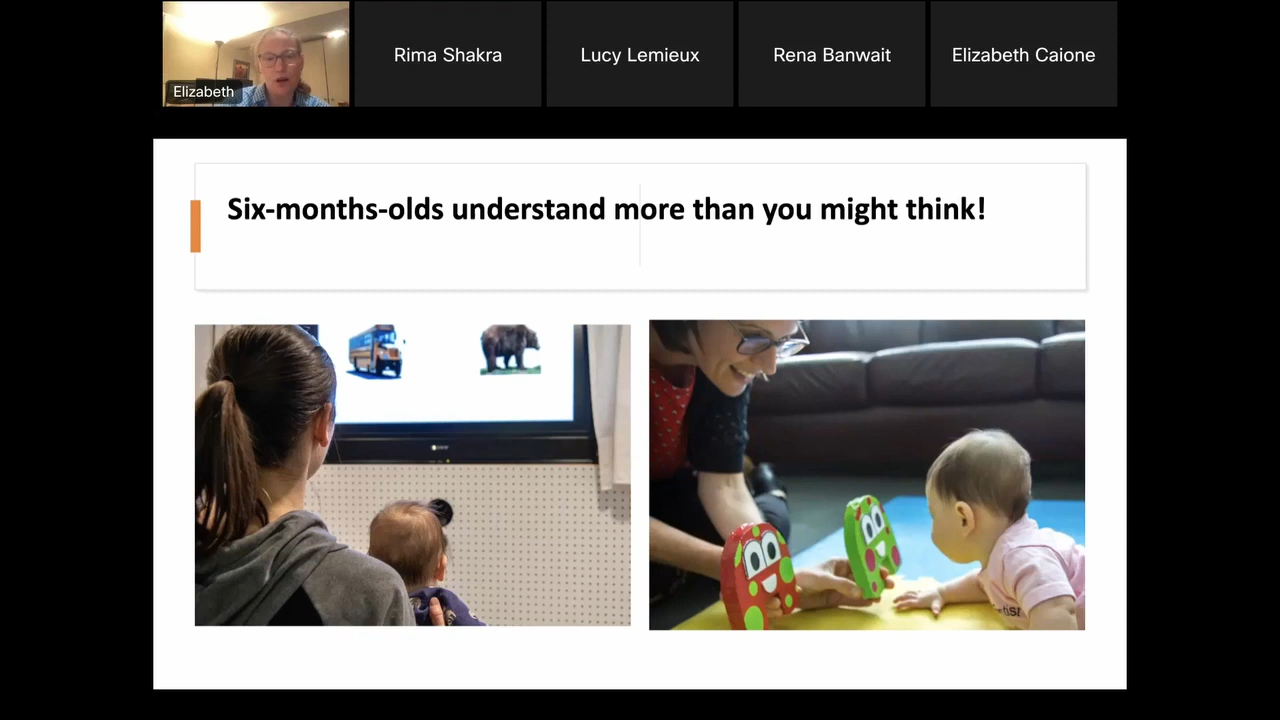 Elizabeth
Rima Shakra
Lucy Lemieux
Rena Banwait
Elizabeth Caione
Six-months-olds understand more than you might think!